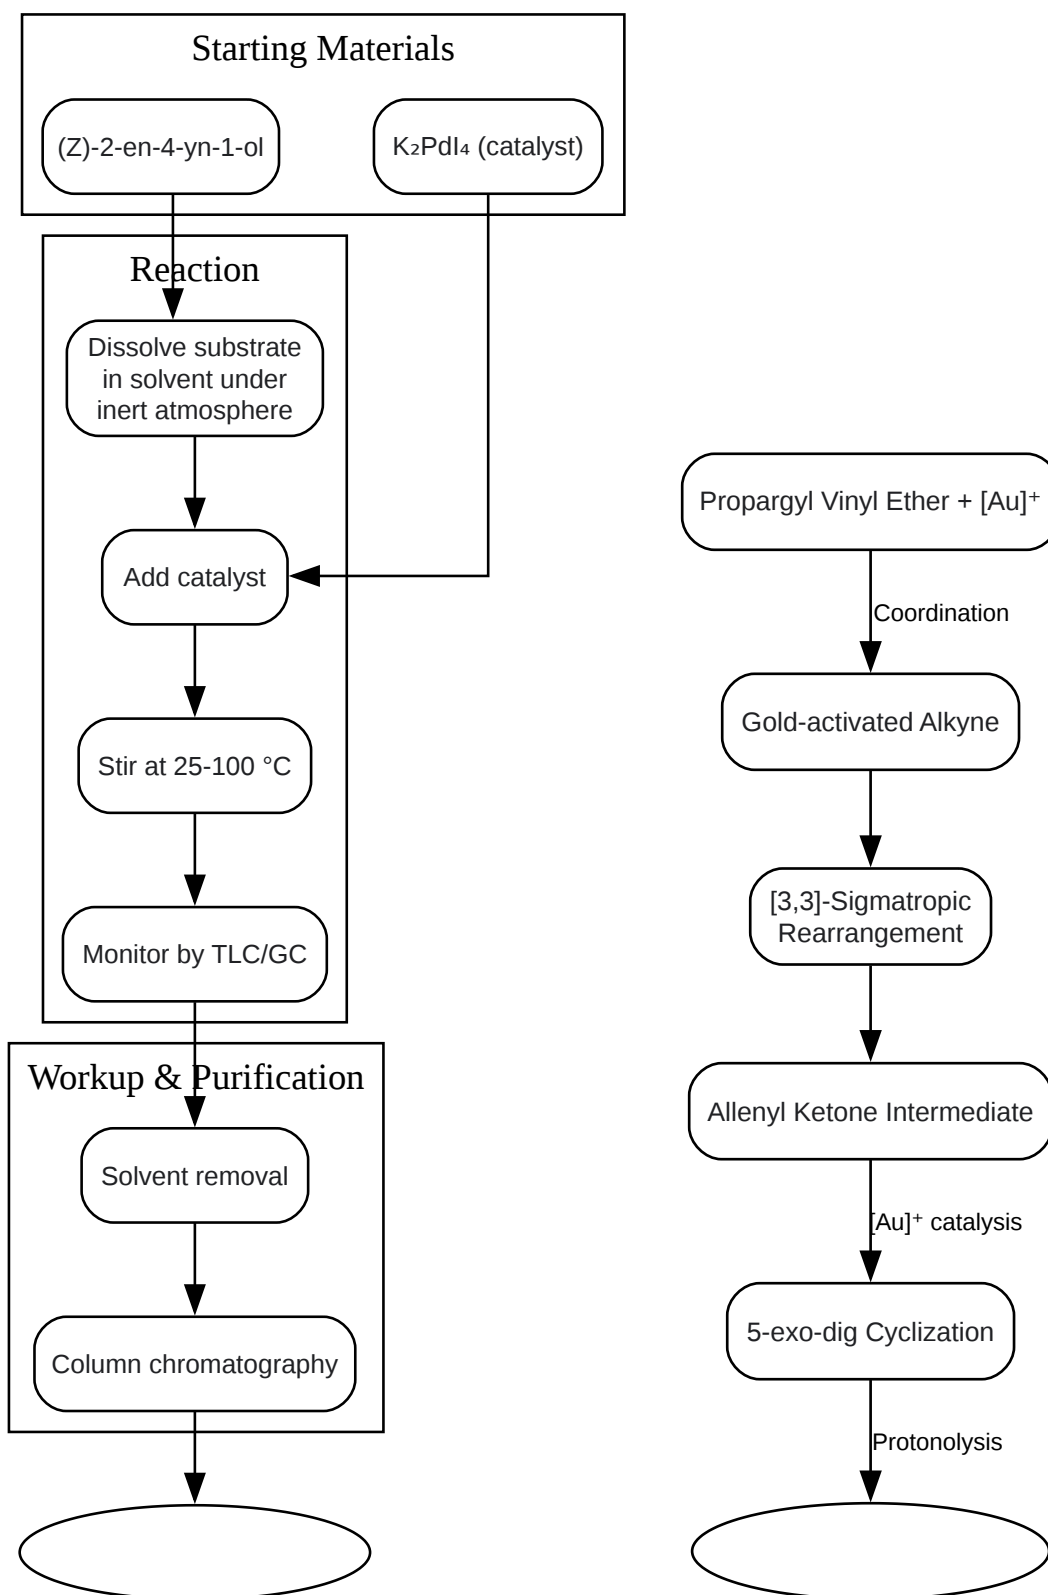 Starting Materials
(Z)-2-en-4-yn-1-ol
K₂PdI₄ (catalyst)
Reaction
Dissolve substrate
in solvent under
inert atmosphere
Add catalyst
Stir at 25-100 °C
Monitor by TLC/GC
Workup & Purification
Solvent removal
Column chromatography
Propargyl Vinyl Ether + [Au]⁺
Coordination
Gold-activated Alkyne
[3,3]-Sigmatropic
Rearrangement
Allenyl Ketone Intermediate
[Au]⁺ catalysis
5-exo-dig Cyclization
Protonolysis